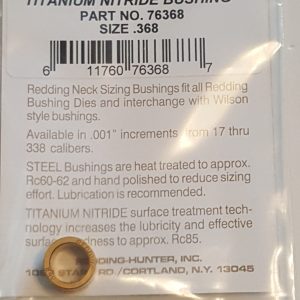 TITANIUM NITRIDE BUSHING
PART NO. 76368
SIZE .368
6 11760 76368 7
Redding Neck Sizing Bushings fit all Redding
Bushing Dies and interchange with Wilson
style bushings.
Available in .001" increments from 17 thru
338 calibers.
STEEL Bushings are heat treated to approx.
Rc60-62 and hand polished to reduce sizing
effort. Lubrication is recommended.
TITANIUM NITRIDE surface treatment tech-
nology increases the lubricity and effective
surface hardness to approx. Rc85.
REDDING-HUNTER, INC.
RD./CORTLAND, N.Y. 13045